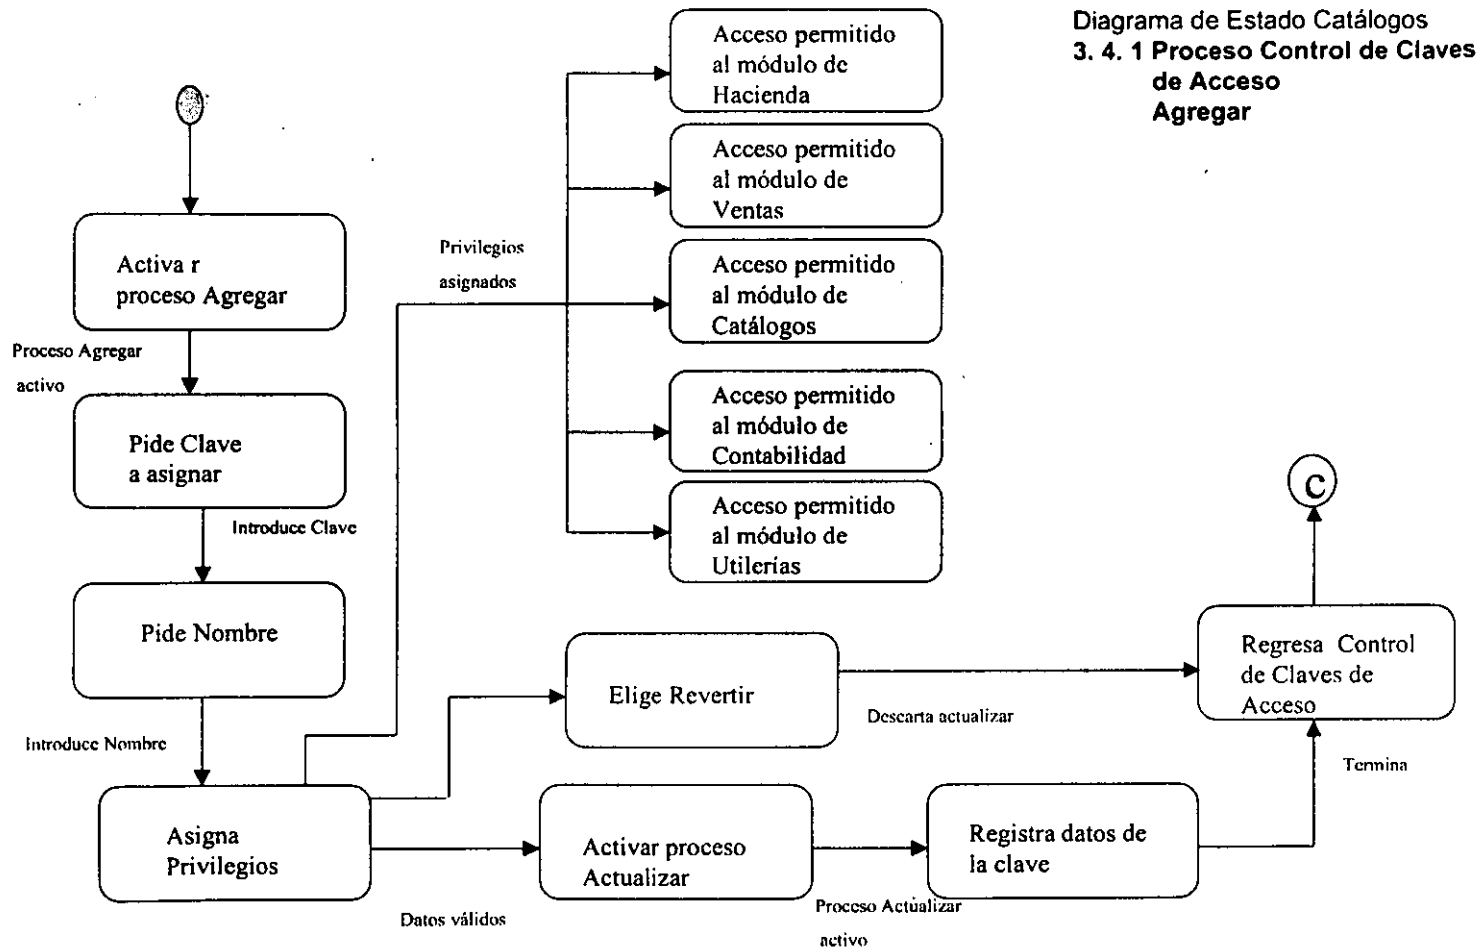 Diagrama de Estado Catálogos
3. 4. 1 Proceso Control de Claves
de Acceso
Agregar
Acceso permitido
al módulo de
Hacienda
Acceso permitido
al módulo de
Ventas
Privilegios
asignados
Acceso permitido
al módulo de
Catálogos
Acceso permitido
al módulo de
Contabilidad
Acceso permitido
al módulo de
Utilerías
Activa r
proceso Agregar
Proceso Agregar
activo
Pide Clave
a asignar
Introduce Clave
Pide Nombre
Introduce Nombre
Asigna
Privilegios
Elige Revertir
Descarta actualizar
Datos válidos
Activar proceso
Actualizar
Proceso Actualizar
activo
Registra datos de
la clave
Termina
Regresa Control
de Claves de
Acceso
C